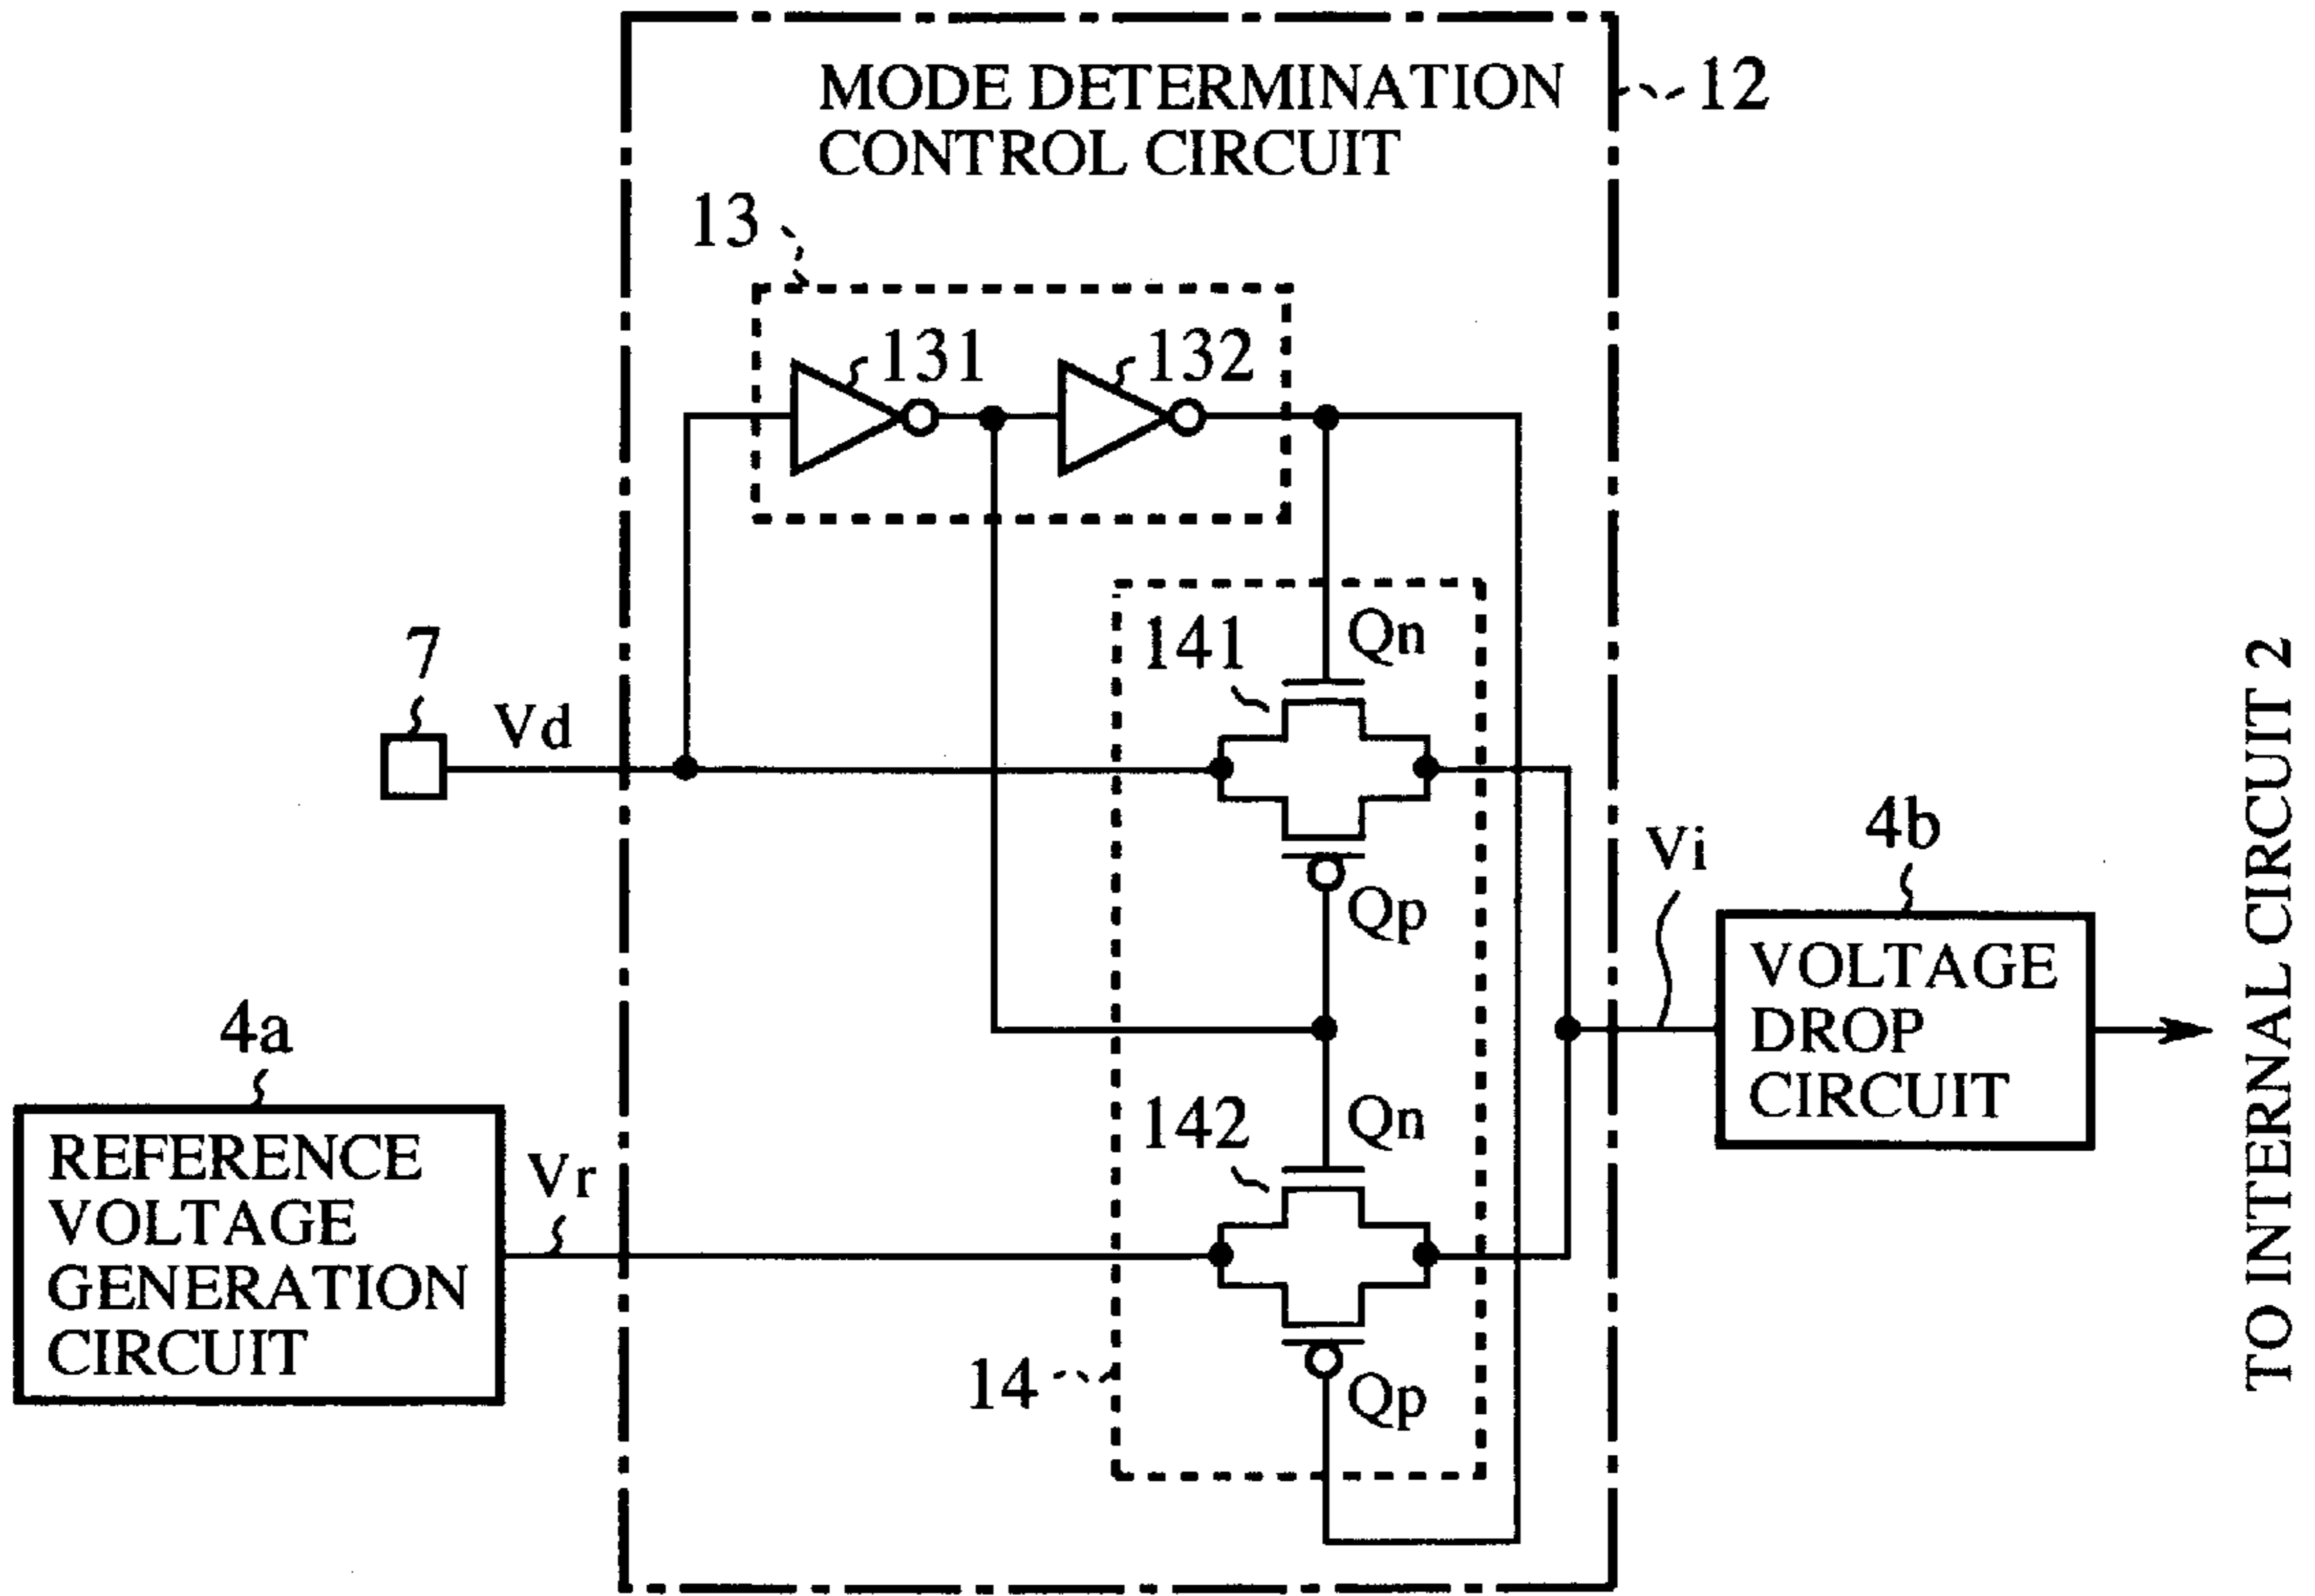 MODE DETERMINATION
CONTROL CIRCUIT
12
13
131
132
141
Qn
7
Vd
Qp
Vi
4b
VOLTAGE
DROP
CIRCUIT
TO INTERNAL CIRCUIT 2
4a
REFERENCE
VOLTAGE
GENERATION
CIRCUIT
Vr
142
Qn
14
Qp